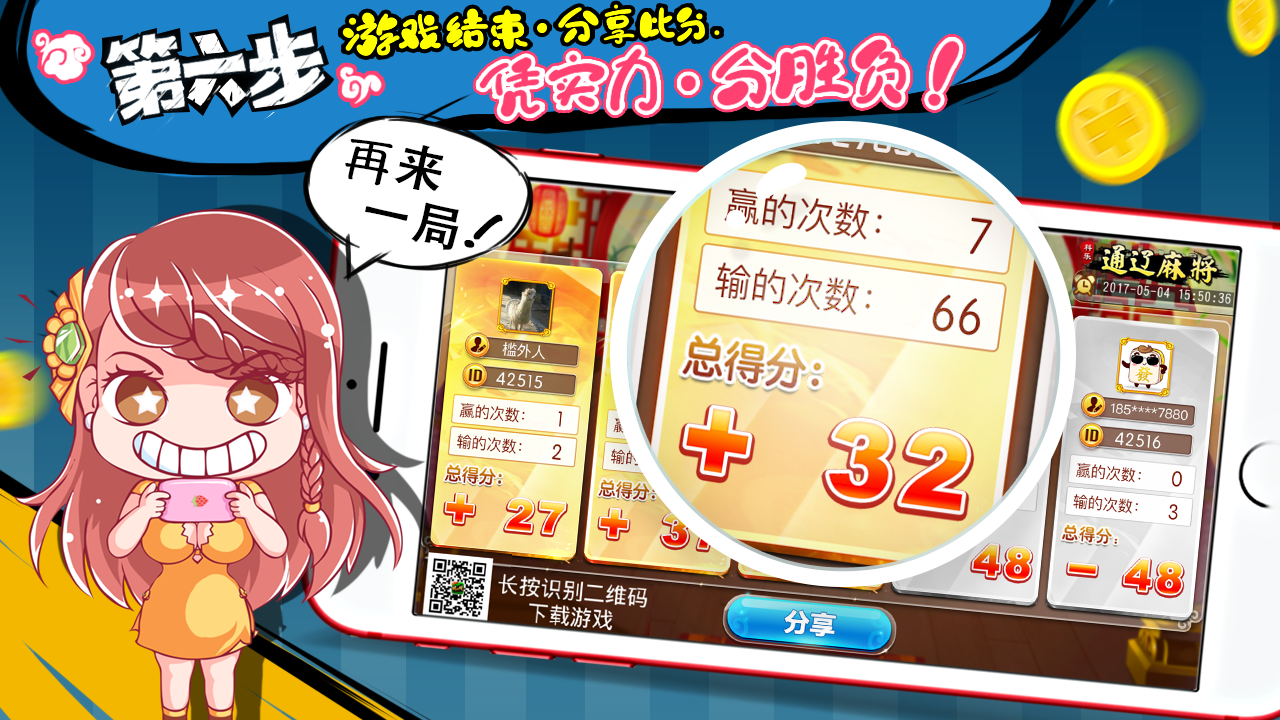 第六步
游戏结束·分享比分.
凭实力·分胜负!
再来
一局!
科乐
通辽麻將
2017-05-04 15:50:36
槛外人
ID 42515
赢的次数: 1
输的次数: 2
总得分:
+ 27
总得分:
+
赢的次数: 7
输的次数: 66
总得分:
+ 32
48
發
185****7880
ID 42516
赢的次数: 0
输的次数: 3
总得分:
- 48
长按识别二维码
下载游戏
分享